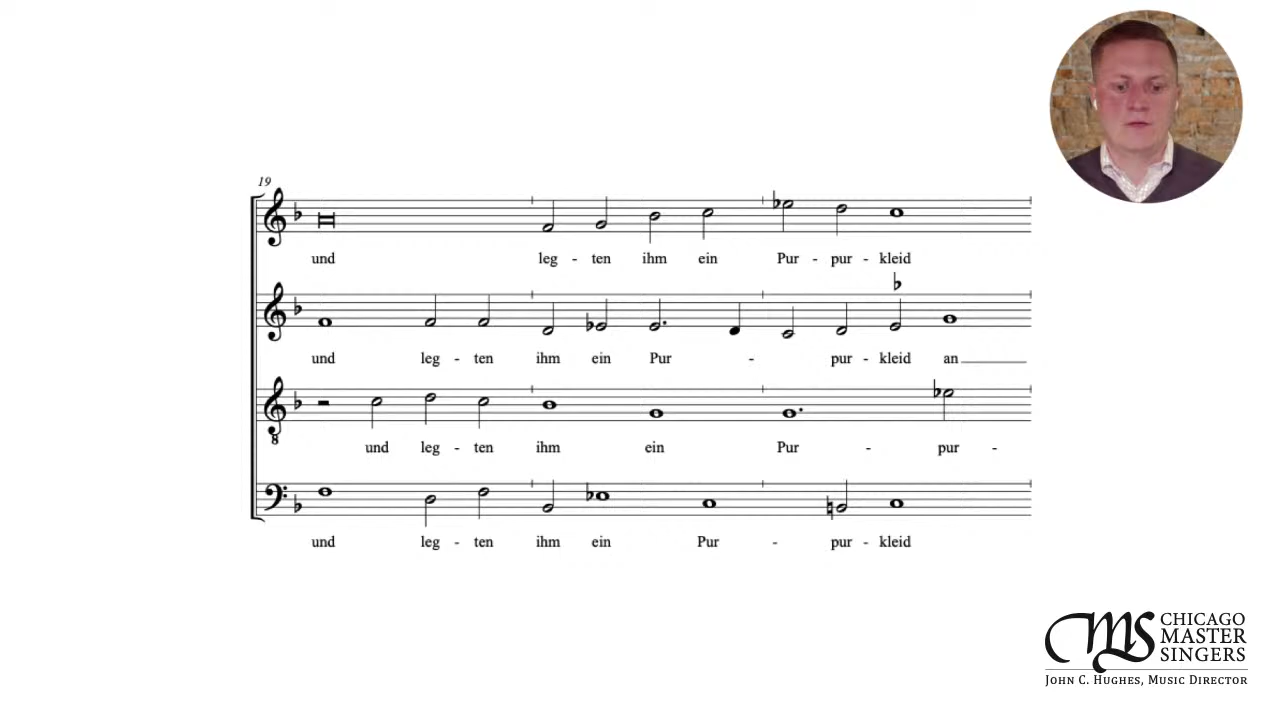 19
und leg - ten ihm ein Pur - pur - kleid
und leg - ten ihm ein Pur - pur - kleid an
8
und leg - ten ihm ein Pur - pur -
und leg - ten ihm ein Pur - pur - kleid
CMS CHICAGO
MASTER
SINGERS
JOHN C. HUGHES, MUSIC DIRECTOR